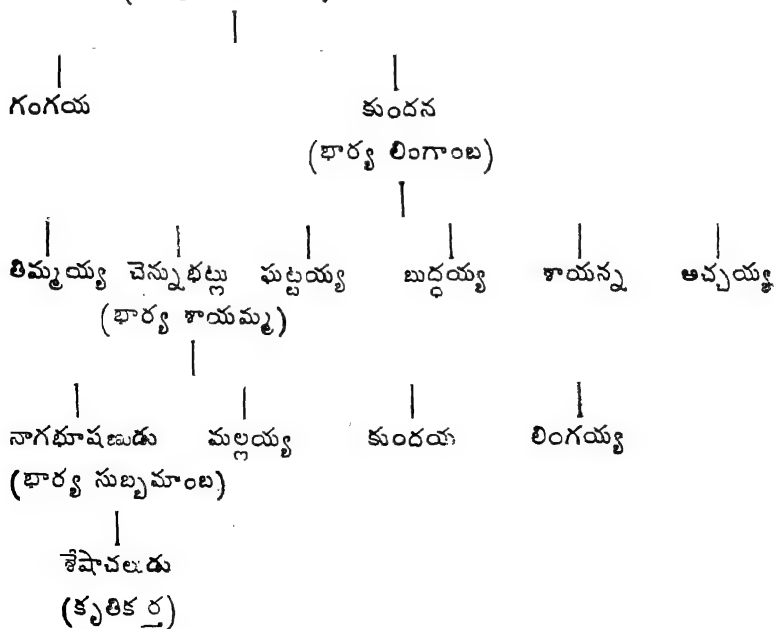 గంగయ కుందన
(భార్య లింగాంబ)
తిమ్మయ్య చెన్నుభట్లు ఘట్టయ్య బుద్ధయ్య శాయన్న అచ్చయ్య
(భార్య శాయమ్మ)
నాగభూషణుడు మల్లయ్య కుందయ లింగయ్య
(భార్య సుబ్బమాంబ)
శేషాచలుడు
(కృతికర్త)